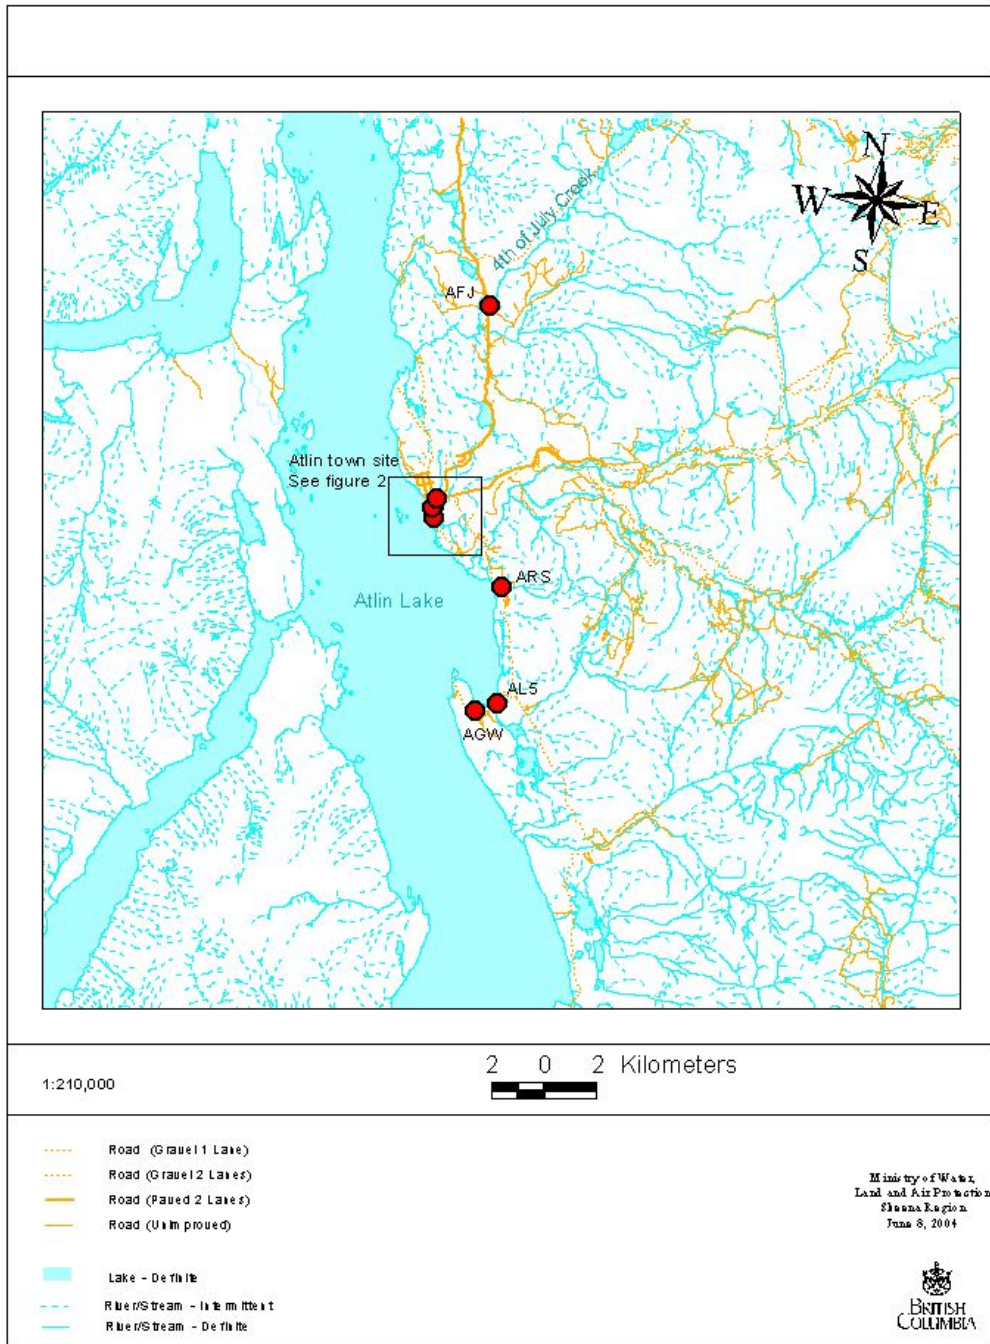 N
W
E
S
4th of July Creek
AFJ
Atlin town site
See figure 2
ARS
Atlin Lake
AL5
AGW
2 0 2 Kilometers
1:210,000
Road (Gravel 1 Lane)
Road (Gravel 2 Lanes)
Road (Paved 2 Lanes)
Road (Unimproved)
Lake - Definite
River/Stream - Intermittent
River/Stream - Definite
Ministry of Water,
Land and Air Protection
Skeena Region
June 8, 2004
BRITISH
COLUMBIA